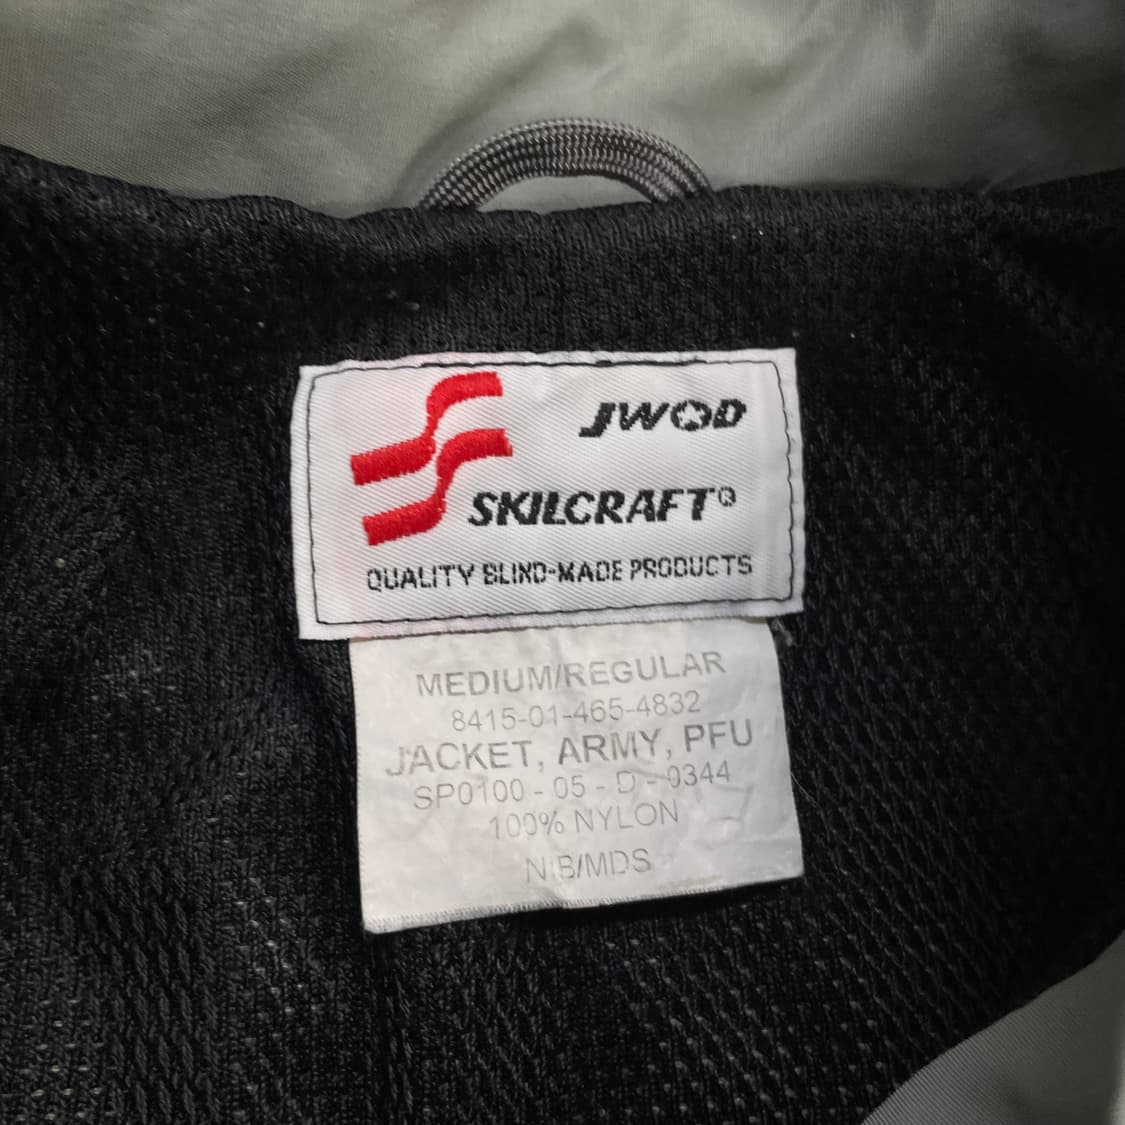 JWOD
SKILCRAFT®
QUALITY BLIND-MADE PRODUCTS
MEDIUM/REGULAR
8415-01-465-4832
JACKET, ARMY, PFU
SP0100 - 05 - D - 0344
100% NYLON
NIB/MDS